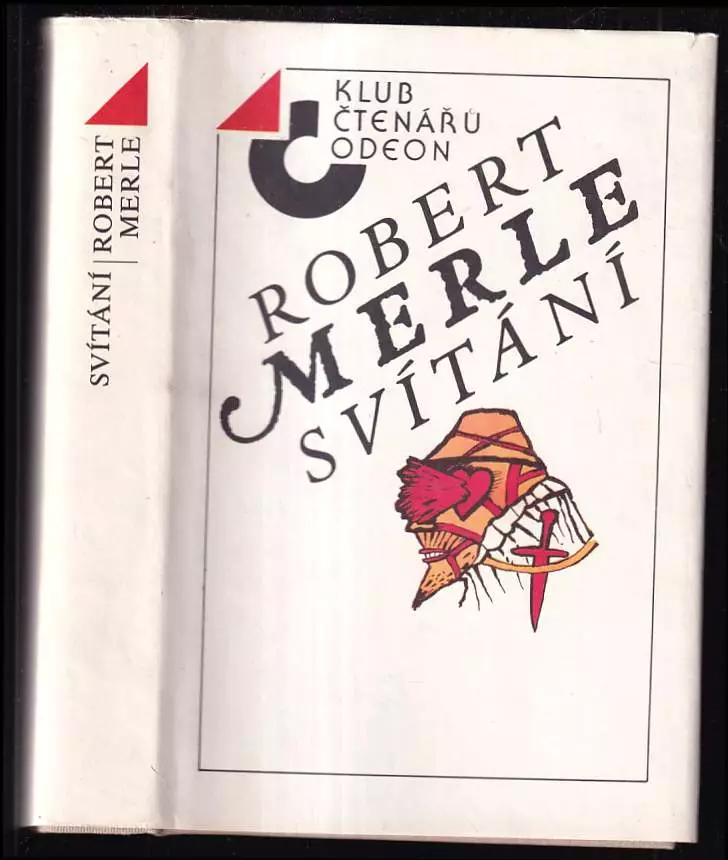 SVÍTÁNÍ
ROBERT
MERLE
KLUB
ČTENÁŘŮ
ODEON
ROBERT
MERLE
SVÍTÁNÍ